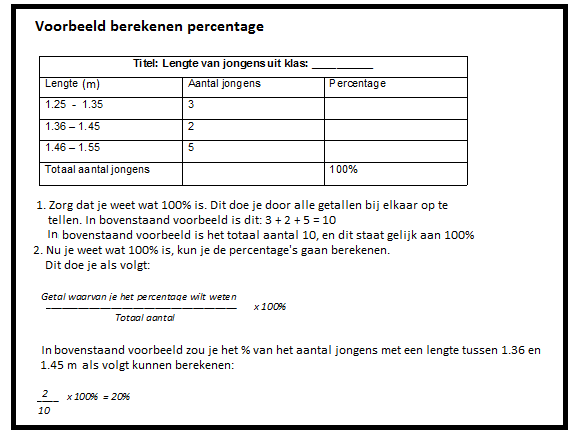 Voorbeeld berekenen percentage
Titel: Lengte van jongens uit klas: __________
Lengte (m) Aantal jongens Percentage
1.25 - 1.35 3
1.36 – 1.45 2
1.46 – 1.55 5
Totaal aantal jongens 100%
1. Zorg dat je weet wat 100% is. Dit doe je door alle getallen bij elkaar op te
tellen. In bovenstaand voorbeeld is dit: 3 + 2 + 5 = 10
In bovenstaand voorbeeld is het totaal aantal 10, en dit staat gelijk aan 100%
2. Nu je weet wat 100% is, kun je de percentage's gaan berekenen.
Dit doe je als volgt:
Getal waarvan je het percentage wilt weten
x 100%
Totaal aantal
In bovenstaand voorbeeld zou je het % van het aantal jongens met een lengte tussen 1.36 en
1.45 m als volgt kunnen berekenen:
2 x 100% = 20%
10